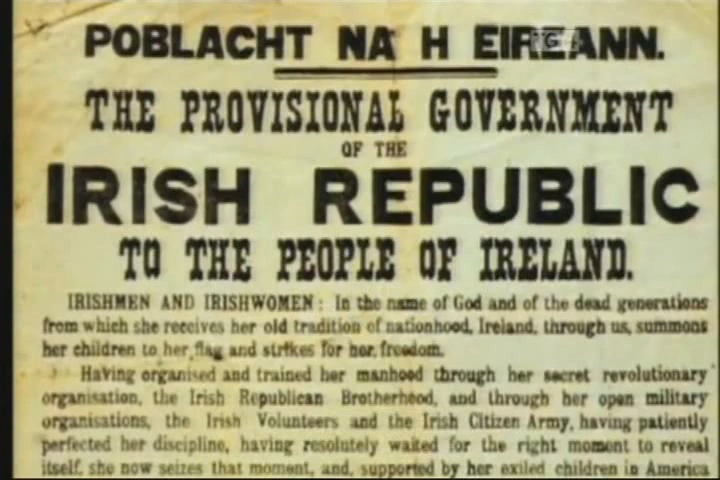 POBLACHT NA H EIREANN.
TG4
THE PROVISIONAL GOVERNMENT
OF THE
IRISH REPUBLIC
TO THE PEOPLE OF IRELAND.
IRISHMEN AND IRISHWOMEN: In the name of God and of the dead generations
from which she receives her old tradition of nationhood, Ireland, through us, summons
her children to her flag and strikes for her freedom.
Having organised and trained her manhood through her secret revolutionary
organisation, the Irish Republican Brotherhood, and through her open military
organisations, the Irish Volunteers and the Irish Citizen Army, having patiently
perfected her discipline, having resolutely waited for the right moment to reveal
itself, she now seizes that moment, and, supported by her exiled children in America